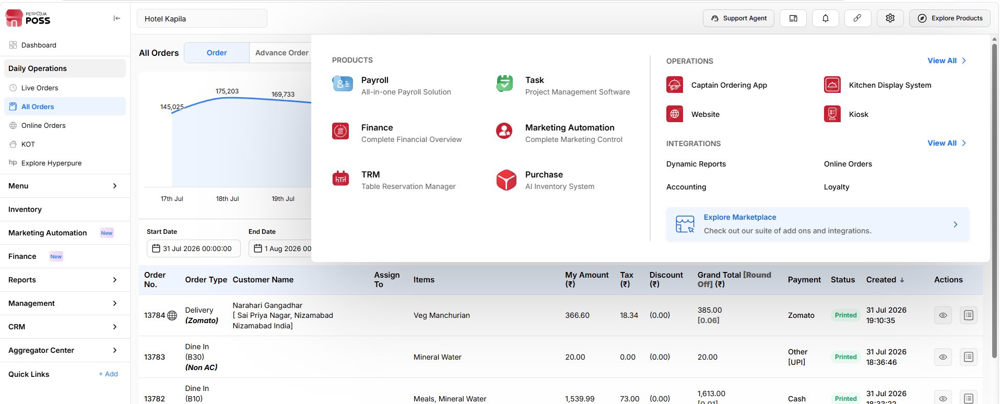 PETPOOJA
POSS
Hotel Kapila
Support Agent
Explore Products
Dashboard
Daily Operations
Live Orders
All Orders
Online Orders
KOT
hp Explore Hyperpure
Menu
Inventory
Marketing Automation New
Finance New
Reports
Management
CRM
Aggregator Center
Quick Links + Add
All Orders
Order
Advance Order
175,203
169,733
145,025
17th Jul
18th Jul
19th Jul
Start Date
End Date
31 Jul 2026 00:00:00
1 Aug 2026 00
PRODUCTS
Payroll
All-in-one Payroll Solution
Task
Project Management Software
Finance
Complete Financial Overview
Marketing Automation
Complete Marketing Control
TRM
Table Reservation Manager
Purchase
AI Inventory System
OPERATIONS
View All
Captain Ordering App
Kitchen Display System
Website
Kiosk
INTEGRATIONS
View All
Dynamic Reports
Online Orders
Accounting
Loyalty
Explore Marketplace
Check out our suite of add ons and integrations.
Order No.
Order Type
Customer Name
Assign To
Items
My Amount (₹)
Tax (₹)
Discount (₹)
Grand Total [Round Off] (₹)
Payment
Status
Created ↓
Actions
13784
Delivery
(Zomato)
Narahari Gangadhar
[ Sai Priya Nagar, Nizamabad
Nizamabad India]
Veg Manchurian
366.60
18.34
(0.00)
385.00
[0.06]
Zomato
Printed
31 Jul 2026
19:10:35
13783
Dine In
(B30)
(Non AC)
Mineral Water
20.00
0.00
(0.00)
20.00
Other
[UPI]
Printed
31 Jul 2026
18:36:46
13782
Dine In
(B10)
Meals, Mineral Water
1,539.99
73.00
(0.00)
1,613.00
[0.01]
Cash
Printed
31 Jul 2026